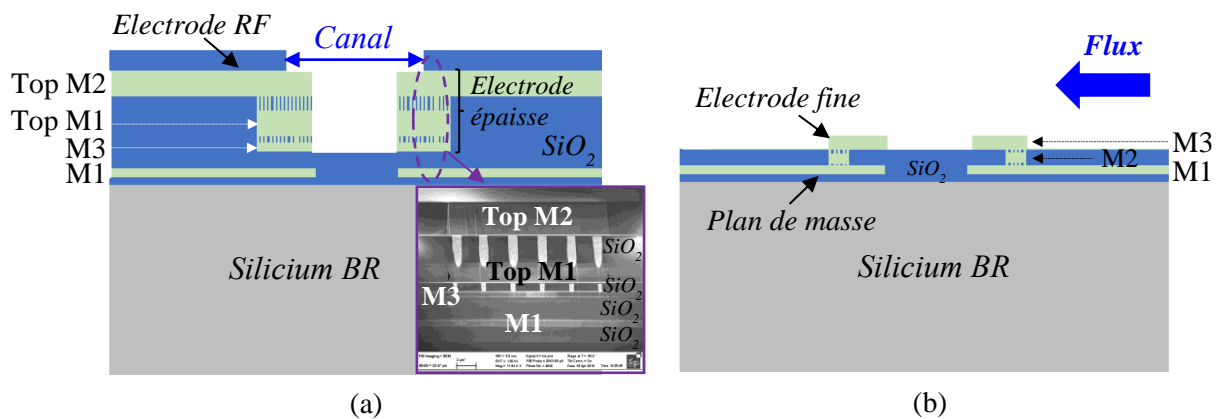 Electrode RF
Canal
Top M2
Electrode
épaisse
Top M1
M3
SiO2
M1
Top M2
SiO2
Top M1
SiO2
M3
SiO2
M1
SiO2
Silicium BR
(a)
Flux
Electrode fine
M3
M2
M1
SiO2
Plan de masse
Silicium BR
(b)